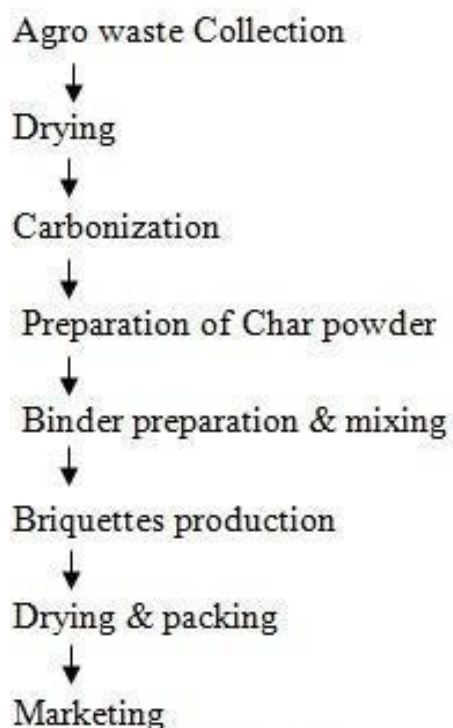 Agro waste Collection
Drying
Carbonization
Preparation of Char powder
Binder preparation & mixing
Briquettes production
Drying & packing
Marketing